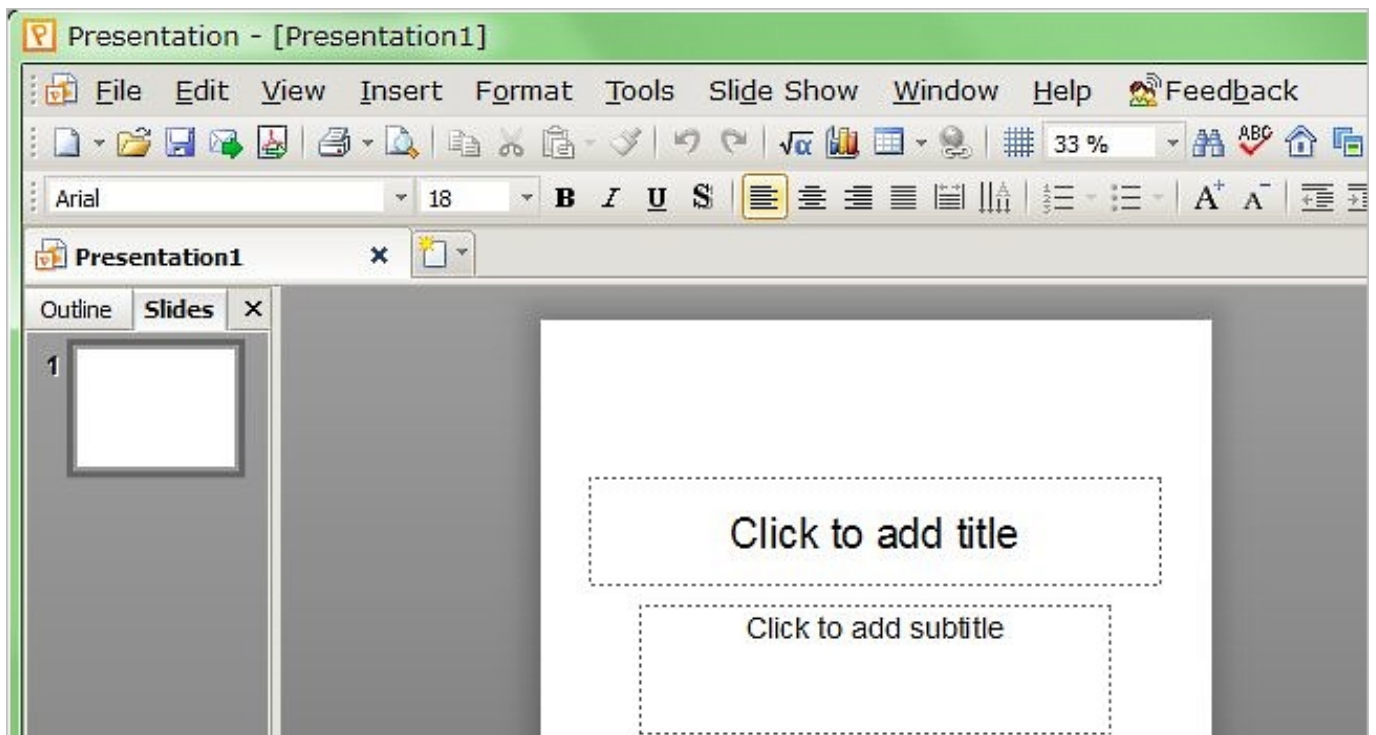 Presentation - [Presentation1]
File Edit View Insert Format Tools Slide Show Window Help Feedback
33 % ABC
Arial 18 B I U S A+ A-
Presentation1
Outline Slides
1
Click to add title
Click to add subtitle